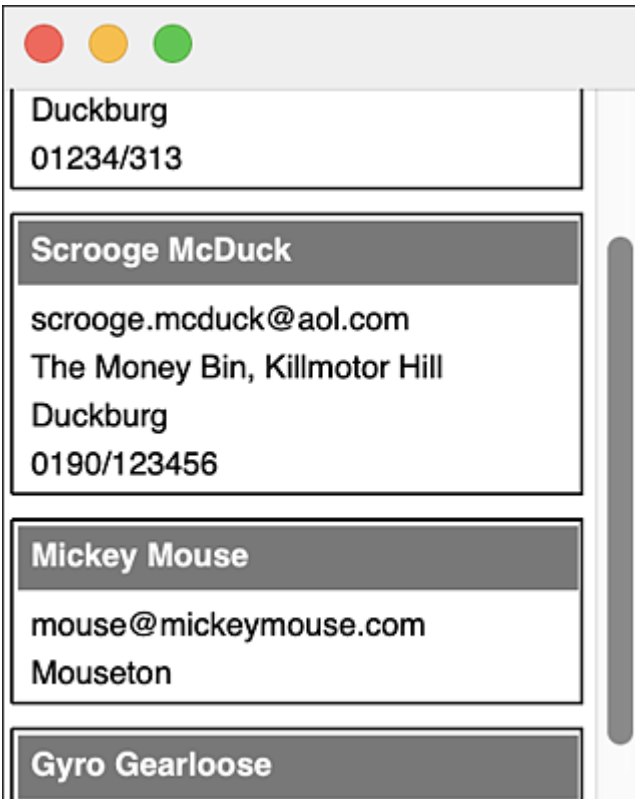 Duckburg
01234/313
Scrooge McDuck
scrooge.mcduck@aol.com
The Money Bin, Killmotor Hill
Duckburg
0190/123456
Mickey Mouse
mouse@mickeymouse.com
Mouseton
Gyro Gearloose